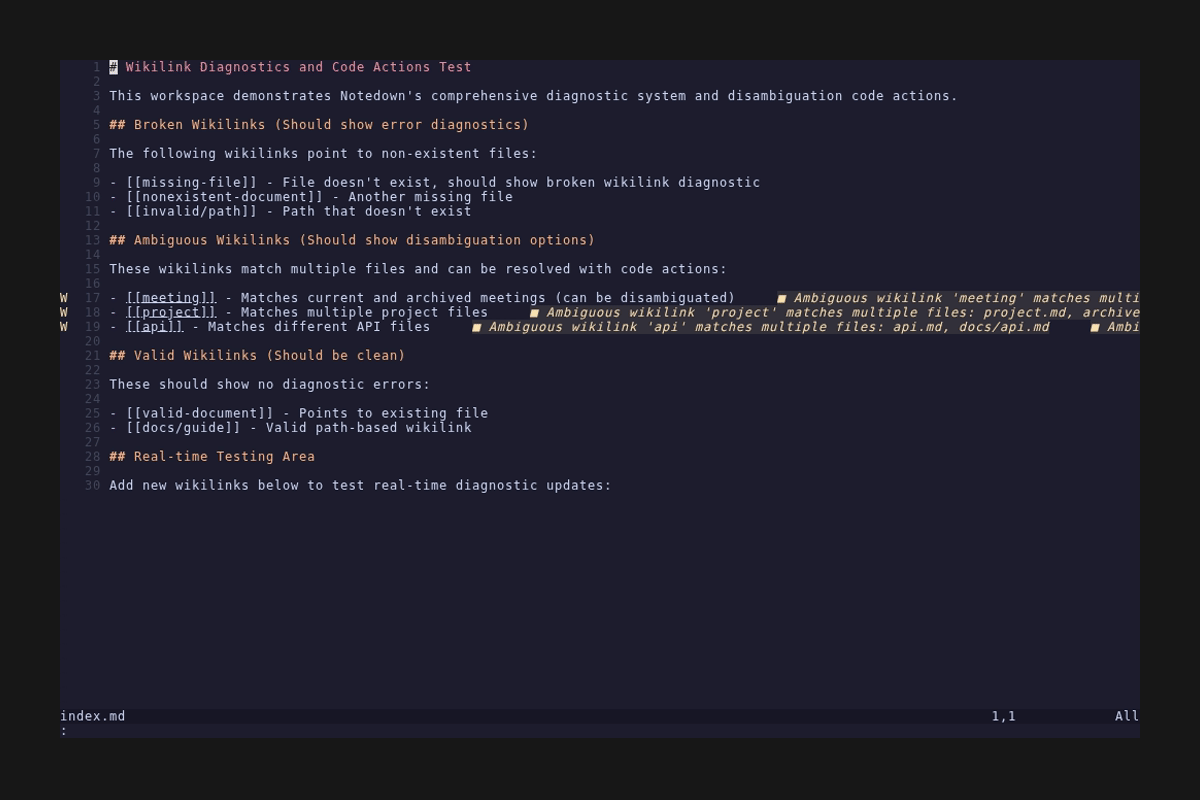 1 # Wikilink Diagnostics and Code Actions Test
2
3 This workspace demonstrates Notedown's comprehensive diagnostic system and disambiguation code actions.
4
5 ## Broken Wikilinks (Should show error diagnostics)
6
7 The following wikilinks point to non-existent files:
8
9 - [[missing-file]] - File doesn't exist, should show broken wikilink diagnostic
10 - [[nonexistent-document]] - Another missing file
11 - [[invalid/path]] - Path that doesn't exist
12
13 ## Ambiguous Wikilinks (Should show disambiguation options)
14
15 These wikilinks match multiple files and can be resolved with code actions:
16
W 17 - [[meeting]] - Matches current and archived meetings (can be disambiguated) ■ Ambiguous wikilink 'meeting' matches multi
W 18 - [[project]] - Matches multiple project files ■ Ambiguous wikilink 'project' matches multiple files: project.md, archive
W 19 - [[api]] - Matches different API files ■ Ambiguous wikilink 'api' matches multiple files: api.md, docs/api.md ■ Ambi
20
21 ## Valid Wikilinks (Should be clean)
22
23 These should show no diagnostic errors:
24
25 - [[valid-document]] - Points to existing file
26 - [[docs/guide]] - Valid path-based wikilink
27
28 ## Real-time Testing Area
29
30 Add new wikilinks below to test real-time diagnostic updates:
index.md 1,1 All
: